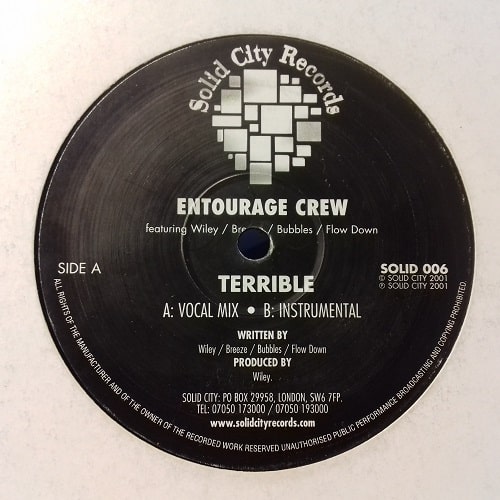 Solid City Records
ENTOURAGE CREW
featuring Wiley / Breeze / Bubbles / Flow Down
TERRIBLE
SIDE A
SOLID 006
© SOLID CITY 2001
℗ SOLID CITY 2001
A: VOCAL MIX • B: INSTRUMENTAL
WRITTEN BY
Wiley / Breeze / Bubbles / Flow Down
PRODUCED BY
Wiley.
SOLID CITY: PO BOX 29958, LONDON, SW6 7FP.
TEL: 07050 173000 / 07050 193000
www.solidcityrecords.com
ALL RIGHTS OF THE MANUFACTURER AND OF THE OWNER OF THE RECORDED WORK RESERVED UNAUTHORISED PUBLIC PERFORMANCE BROADCASTING AND COPYING PROHIBITED.